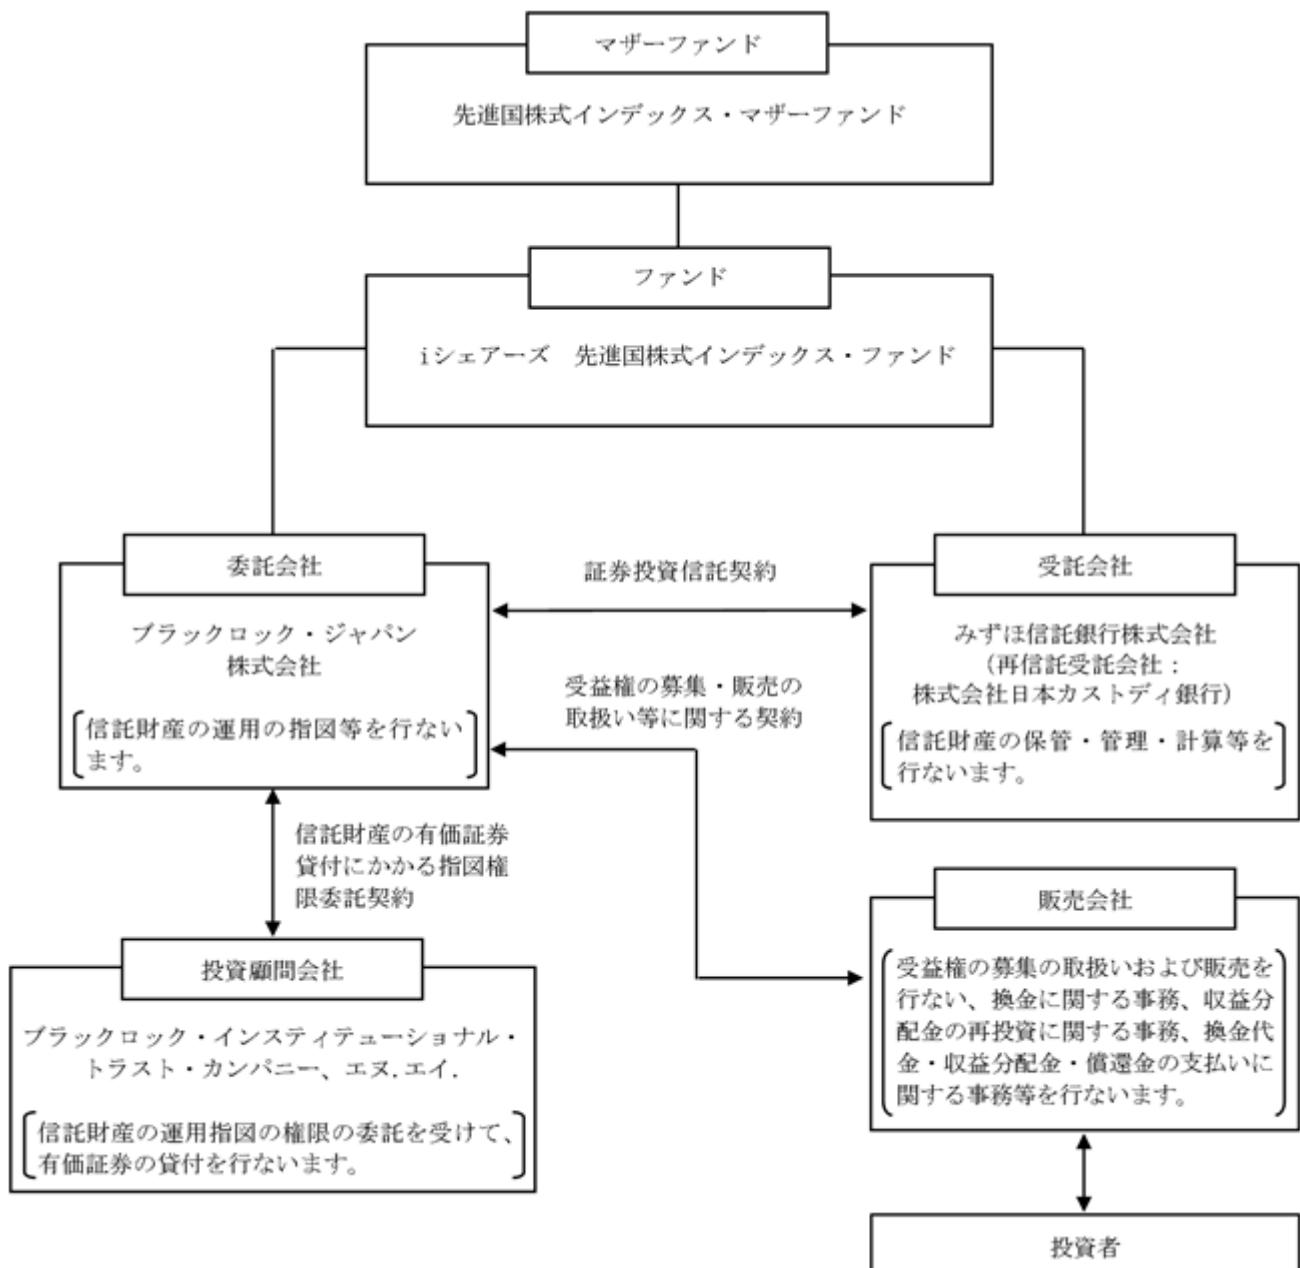 マザーファンド
先進国株式インデックス・マザーファンド
ファンド
iシェアーズ　先進国株式インデックス・ファンド
委託会社
ブラックロック・ジャパン
株式会社
信託財産の運用の指図等を行ない
ます。
証券投資信託契約
受益権の募集・販売の
取扱い等に関する契約
受託会社
みずほ信託銀行株式会社
（再信託受託会社：
株式会社日本カストディ銀行）
信託財産の保管・管理・計算等を
行ないます。
信託財産の有価証券
貸付にかかる指図権
限委託契約
投資顧問会社
ブラックロック・インスティテューショナル・
トラスト・カンパニー、エヌ.エイ.
信託財産の運用指図の権限の委託を受けて、
有価証券の貸付を行ないます。
販売会社
受益権の募集の取扱いおよび販売を
行ない、換金に関する事務、収益分
配金の再投資に関する事務、換金代
金・収益分配金・償還金の支払いに
関する事務等を行ないます。
投資者